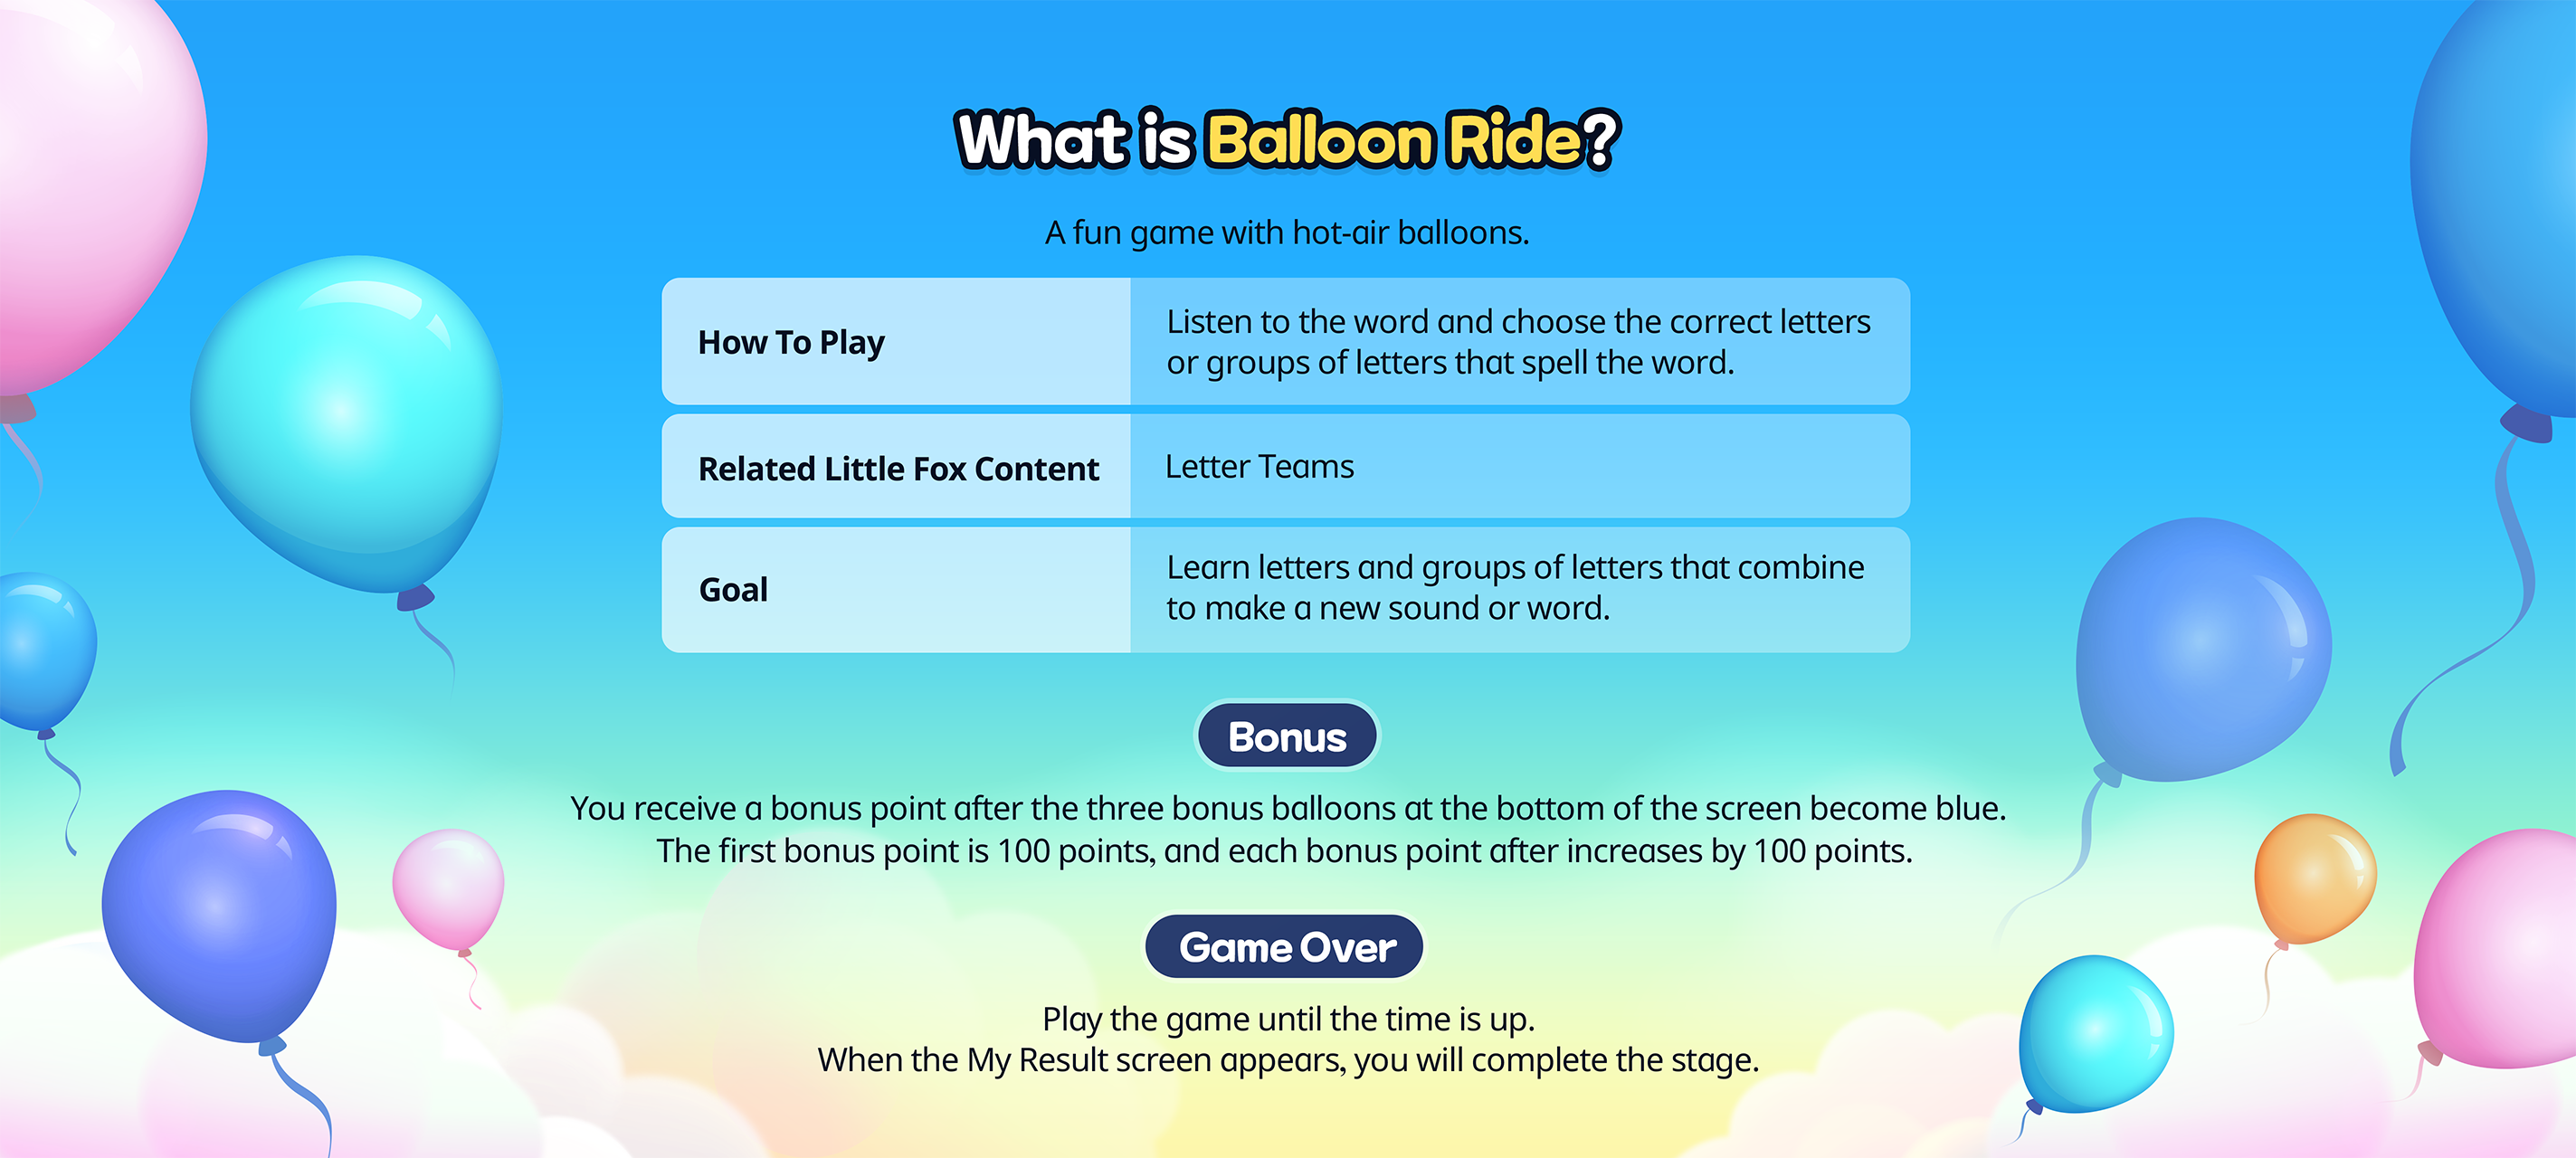 What is Balloon Ride?
A fun game with hot-air balloons.
How To Play
Listen to the word and choose the correct letters
or groups of letters that spell the word.
Related Little Fox Content
Letter Teams
Goal
Learn letters and groups of letters that combine
to make a new sound or word.
Bonus
You receive a bonus point after the three bonus balloons at the bottom of the screen become blue.
The first bonus point is 100 points, and each bonus point after increases by 100 points.
Game Over
Play the game until the time is up.
When the My Result screen appears, you will complete the stage.